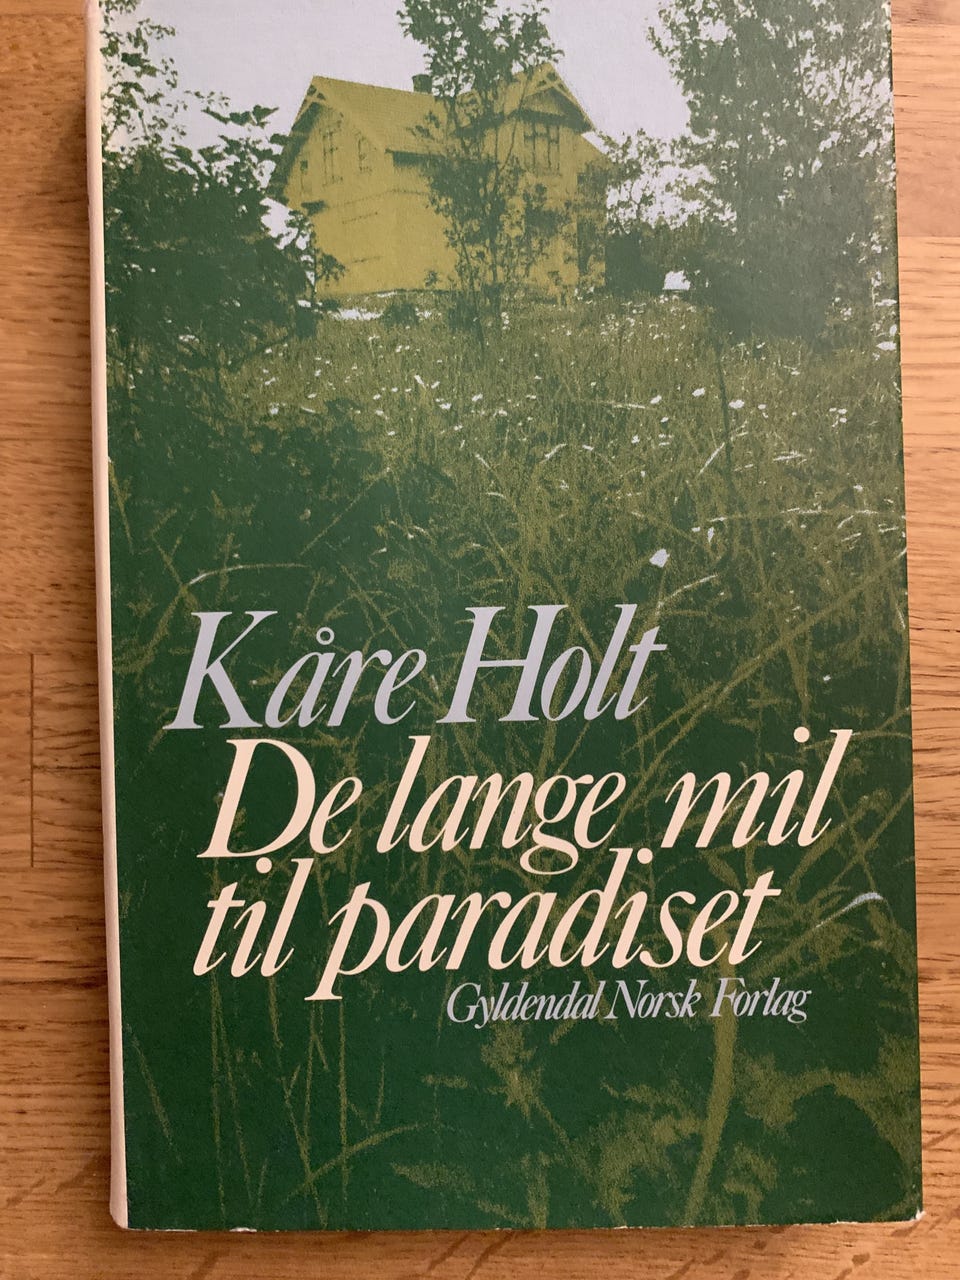 Kåre Holt
De lange mil
til paradiset
Gyldendal Norsk Forlag